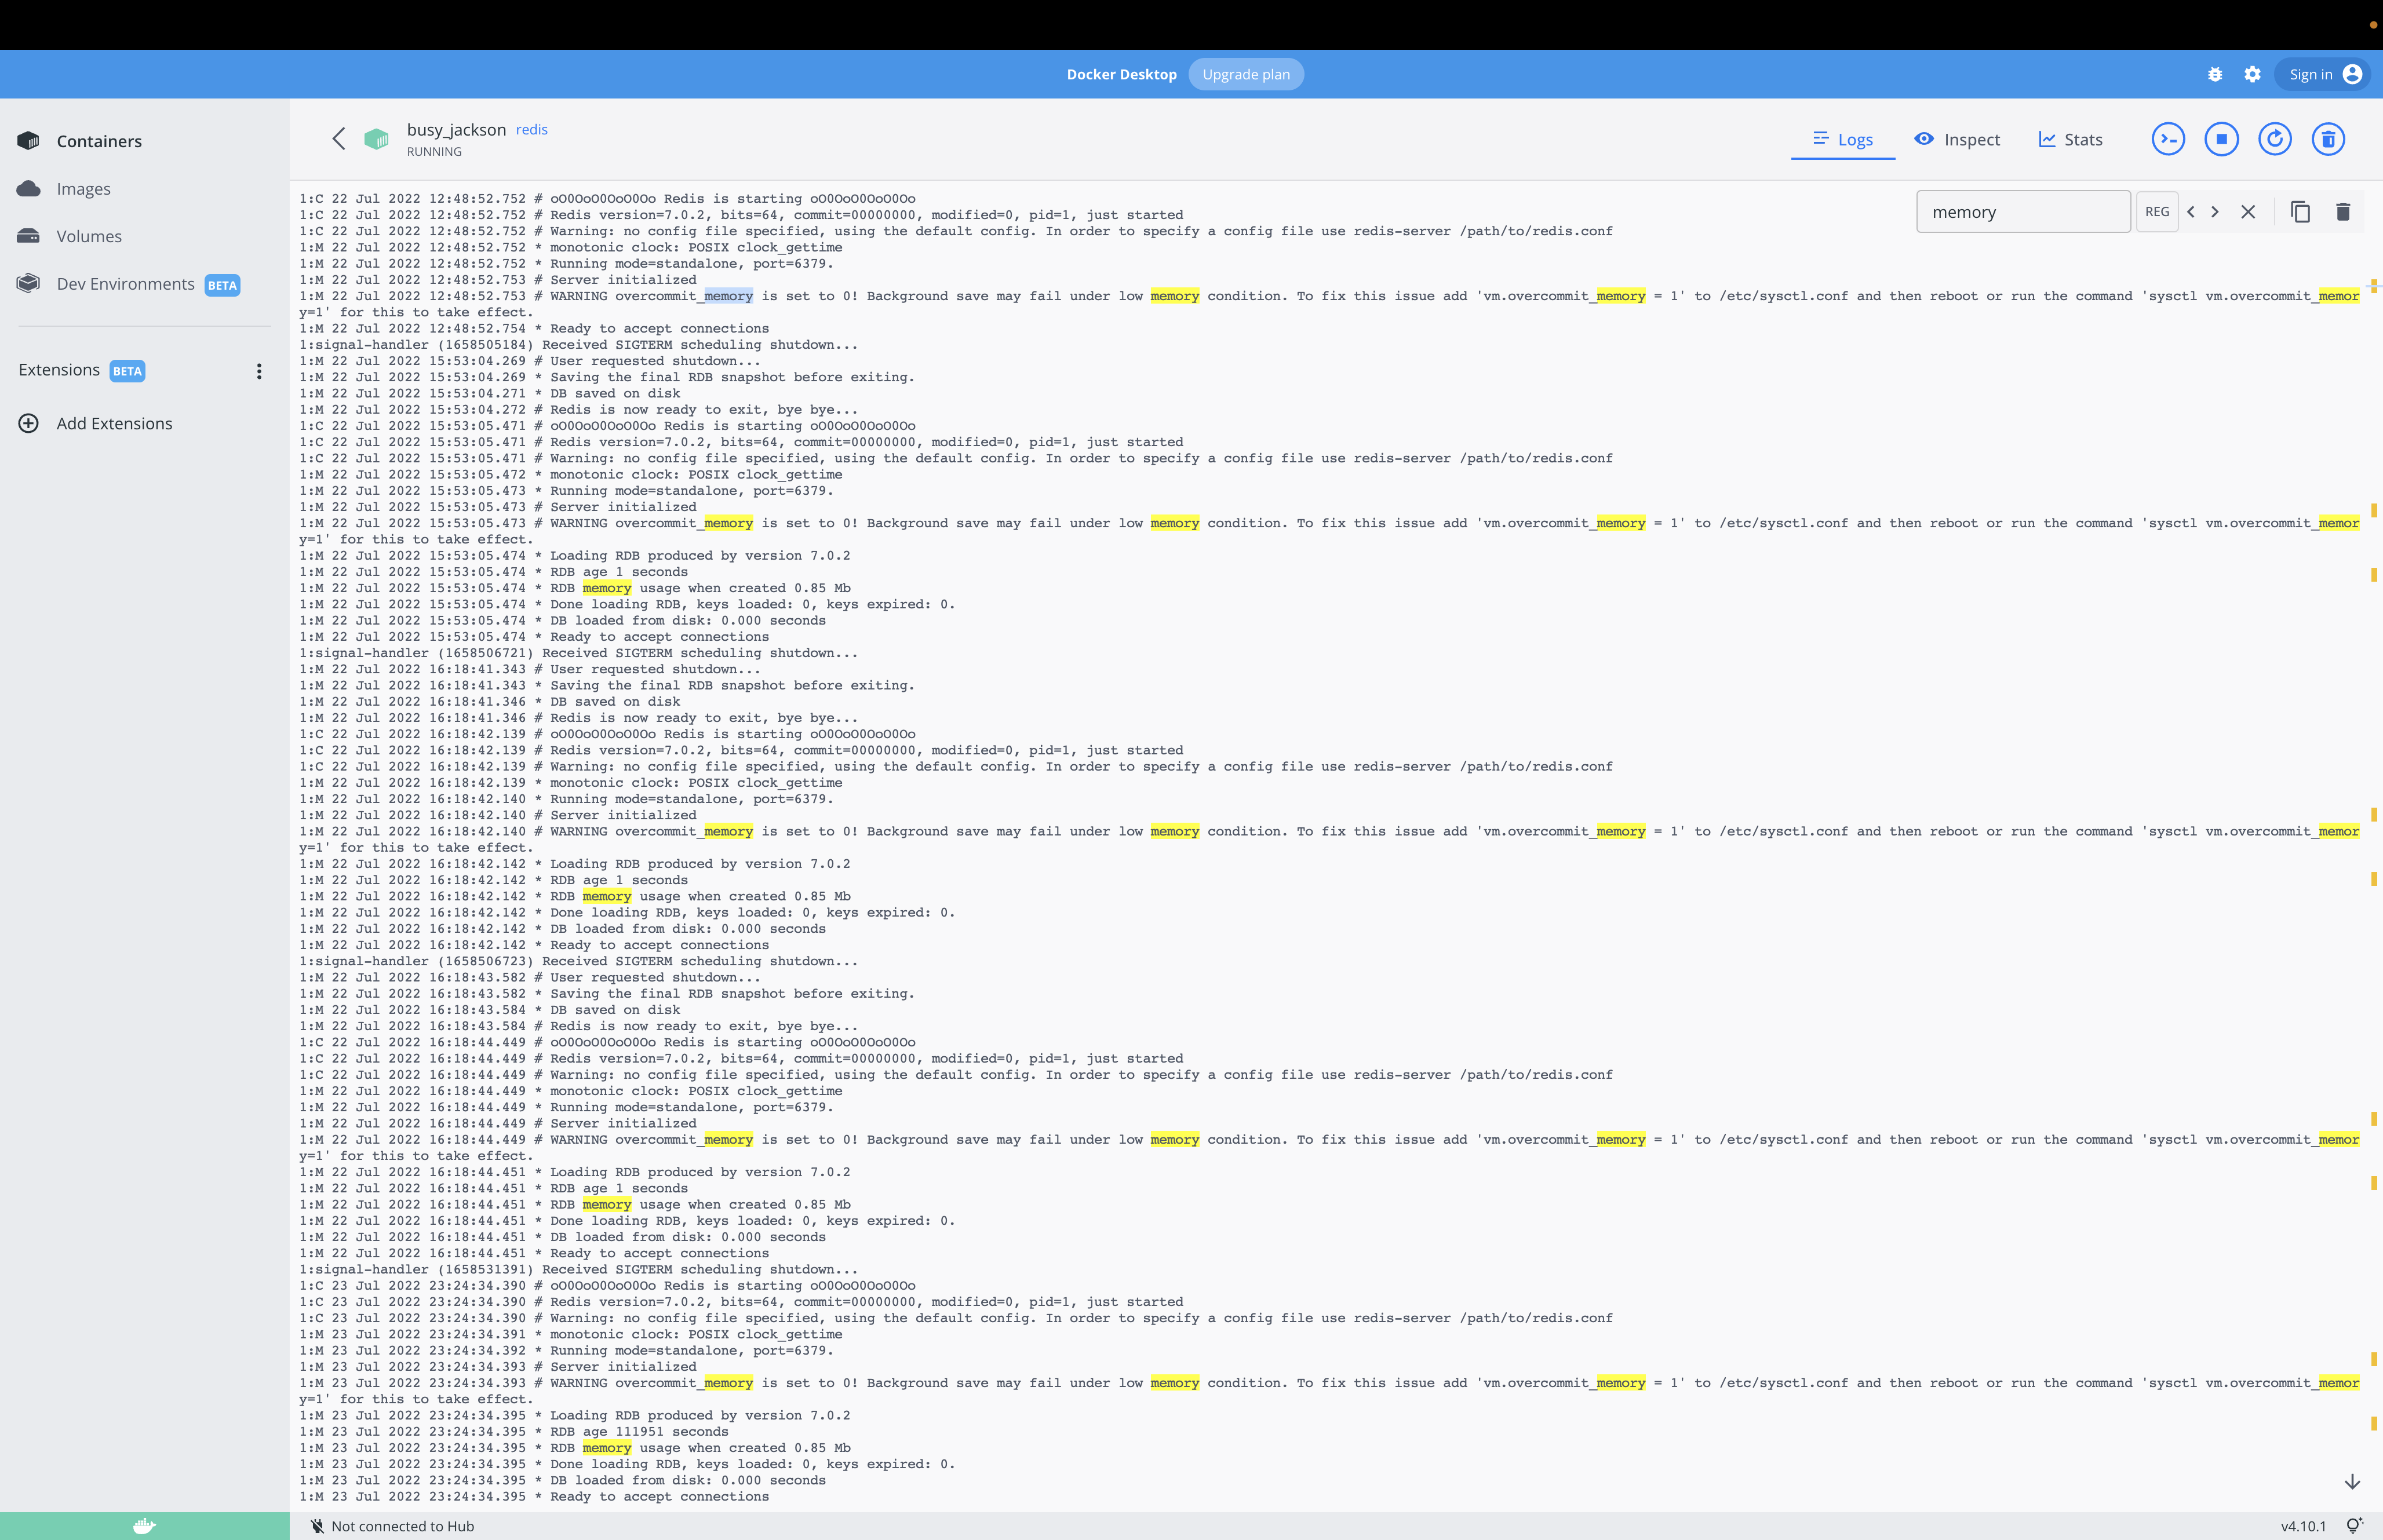 Docker Desktop
Upgrade plan
Sign in
Containers
Images
Volumes
Dev Environments BETA
Extensions BETA
Add Extensions
busy_jackson redis
RUNNING
Logs
Inspect
Stats
memory
REG
1:C 22 Jul 2022 12:48:52.752 # oO0OoO0OoO0Oo Redis is starting oO0OoO0OoO0Oo
1:C 22 Jul 2022 12:48:52.752 # Redis version=7.0.2, bits=64, commit=00000000, modified=0, pid=1, just started
1:C 22 Jul 2022 12:48:52.752 # Warning: no config file specified, using the default config. In order to specify a config file use redis-server /path/to/redis.conf
1:M 22 Jul 2022 12:48:52.752 * monotonic clock: POSIX clock_gettime
1:M 22 Jul 2022 12:48:52.752 * Running mode=standalone, port=6379.
1:M 22 Jul 2022 12:48:52.753 # Server initialized
1:M 22 Jul 2022 12:48:52.753 # WARNING overcommit_memory is set to 0! Background save may fail under low memory condition. To fix this issue add 'vm.overcommit_memory = 1' to /etc/sysctl.conf and then reboot or run the command 'sysctl vm.overcommit_memor
y=1' for this to take effect.
1:M 22 Jul 2022 12:48:52.754 * Ready to accept connections
1:signal-handler (1658505184) Received SIGTERM scheduling shutdown...
1:M 22 Jul 2022 15:53:04.269 # User requested shutdown...
1:M 22 Jul 2022 15:53:04.269 * Saving the final RDB snapshot before exiting.
1:M 22 Jul 2022 15:53:04.271 * DB saved on disk
1:M 22 Jul 2022 15:53:04.272 # Redis is now ready to exit, bye bye...
1:C 22 Jul 2022 15:53:05.471 # oO0OoO0OoO0Oo Redis is starting oO0OoO0OoO0Oo
1:C 22 Jul 2022 15:53:05.471 # Redis version=7.0.2, bits=64, commit=00000000, modified=0, pid=1, just started
1:C 22 Jul 2022 15:53:05.471 # Warning: no config file specified, using the default config. In order to specify a config file use redis-server /path/to/redis.conf
1:M 22 Jul 2022 15:53:05.472 * monotonic clock: POSIX clock_gettime
1:M 22 Jul 2022 15:53:05.473 * Running mode=standalone, port=6379.
1:M 22 Jul 2022 15:53:05.473 # Server initialized
1:M 22 Jul 2022 15:53:05.473 # WARNING overcommit_memory is set to 0! Background save may fail under low memory condition. To fix this issue add 'vm.overcommit_memory = 1' to /etc/sysctl.conf and then reboot or run the command 'sysctl vm.overcommit_memor
y=1' for this to take effect.
1:M 22 Jul 2022 15:53:05.474 * Loading RDB produced by version 7.0.2
1:M 22 Jul 2022 15:53:05.474 * RDB age 1 seconds
1:M 22 Jul 2022 15:53:05.474 * RDB memory usage when created 0.85 Mb
1:M 22 Jul 2022 15:53:05.474 * Done loading RDB, keys loaded: 0, keys expired: 0.
1:M 22 Jul 2022 15:53:05.474 * DB loaded from disk: 0.000 seconds
1:M 22 Jul 2022 15:53:05.474 * Ready to accept connections
1:signal-handler (1658506721) Received SIGTERM scheduling shutdown...
1:M 22 Jul 2022 16:18:41.343 # User requested shutdown...
1:M 22 Jul 2022 16:18:41.343 * Saving the final RDB snapshot before exiting.
1:M 22 Jul 2022 16:18:41.346 * DB saved on disk
1:M 22 Jul 2022 16:18:41.346 # Redis is now ready to exit, bye bye...
1:C 22 Jul 2022 16:18:42.139 # oO0OoO0OoO0Oo Redis is starting oO0OoO0OoO0Oo
1:C 22 Jul 2022 16:18:42.139 # Redis version=7.0.2, bits=64, commit=00000000, modified=0, pid=1, just started
1:C 22 Jul 2022 16:18:42.139 # Warning: no config file specified, using the default config. In order to specify a config file use redis-server /path/to/redis.conf
1:M 22 Jul 2022 16:18:42.139 * monotonic clock: POSIX clock_gettime
1:M 22 Jul 2022 16:18:42.140 * Running mode=standalone, port=6379.
1:M 22 Jul 2022 16:18:42.140 # Server initialized
1:M 22 Jul 2022 16:18:42.140 # WARNING overcommit_memory is set to 0! Background save may fail under low memory condition. To fix this issue add 'vm.overcommit_memory = 1' to /etc/sysctl.conf and then reboot or run the command 'sysctl vm.overcommit_memor
y=1' for this to take effect.
1:M 22 Jul 2022 16:18:42.142 * Loading RDB produced by version 7.0.2
1:M 22 Jul 2022 16:18:42.142 * RDB age 1 seconds
1:M 22 Jul 2022 16:18:42.142 * RDB memory usage when created 0.85 Mb
1:M 22 Jul 2022 16:18:42.142 * Done loading RDB, keys loaded: 0, keys expired: 0.
1:M 22 Jul 2022 16:18:42.142 * DB loaded from disk: 0.000 seconds
1:M 22 Jul 2022 16:18:42.142 * Ready to accept connections
1:signal-handler (1658506723) Received SIGTERM scheduling shutdown...
1:M 22 Jul 2022 16:18:43.582 # User requested shutdown...
1:M 22 Jul 2022 16:18:43.582 * Saving the final RDB snapshot before exiting.
1:M 22 Jul 2022 16:18:43.584 * DB saved on disk
1:M 22 Jul 2022 16:18:43.584 # Redis is now ready to exit, bye bye...
1:C 22 Jul 2022 16:18:44.449 # oO0OoO0OoO0Oo Redis is starting oO0OoO0OoO0Oo
1:C 22 Jul 2022 16:18:44.449 # Redis version=7.0.2, bits=64, commit=00000000, modified=0, pid=1, just started
1:C 22 Jul 2022 16:18:44.449 # Warning: no config file specified, using the default config. In order to specify a config file use redis-server /path/to/redis.conf
1:M 22 Jul 2022 16:18:44.449 * monotonic clock: POSIX clock_gettime
1:M 22 Jul 2022 16:18:44.449 * Running mode=standalone, port=6379.
1:M 22 Jul 2022 16:18:44.449 # Server initialized
1:M 22 Jul 2022 16:18:44.449 # WARNING overcommit_memory is set to 0! Background save may fail under low memory condition. To fix this issue add 'vm.overcommit_memory = 1' to /etc/sysctl.conf and then reboot or run the command 'sysctl vm.overcommit_memor
y=1' for this to take effect.
1:M 22 Jul 2022 16:18:44.451 * Loading RDB produced by version 7.0.2
1:M 22 Jul 2022 16:18:44.451 * RDB age 1 seconds
1:M 22 Jul 2022 16:18:44.451 * RDB memory usage when created 0.85 Mb
1:M 22 Jul 2022 16:18:44.451 * Done loading RDB, keys loaded: 0, keys expired: 0.
1:M 22 Jul 2022 16:18:44.451 * DB loaded from disk: 0.000 seconds
1:M 22 Jul 2022 16:18:44.451 * Ready to accept connections
1:signal-handler (1658531391) Received SIGTERM scheduling shutdown...
1:C 23 Jul 2022 23:24:34.390 # oO0OoO0OoO0Oo Redis is starting oO0OoO0OoO0Oo
1:C 23 Jul 2022 23:24:34.390 # Redis version=7.0.2, bits=64, commit=00000000, modified=0, pid=1, just started
1:C 23 Jul 2022 23:24:34.390 # Warning: no config file specified, using the default config. In order to specify a config file use redis-server /path/to/redis.conf
1:M 23 Jul 2022 23:24:34.391 * monotonic clock: POSIX clock_gettime
1:M 23 Jul 2022 23:24:34.392 * Running mode=standalone, port=6379.
1:M 23 Jul 2022 23:24:34.393 # Server initialized
1:M 23 Jul 2022 23:24:34.393 # WARNING overcommit_memory is set to 0! Background save may fail under low memory condition. To fix this issue add 'vm.overcommit_memory = 1' to /etc/sysctl.conf and then reboot or run the command 'sysctl vm.overcommit_memor
y=1' for this to take effect.
1:M 23 Jul 2022 23:24:34.395 * Loading RDB produced by version 7.0.2
1:M 23 Jul 2022 23:24:34.395 * RDB age 111951 seconds
1:M 23 Jul 2022 23:24:34.395 * RDB memory usage when created 0.85 Mb
1:M 23 Jul 2022 23:24:34.395 * Done loading RDB, keys loaded: 0, keys expired: 0.
1:M 23 Jul 2022 23:24:34.395 * DB loaded from disk: 0.000 seconds
1:M 23 Jul 2022 23:24:34.395 * Ready to accept connections
Not connected to Hub
v4.10.1